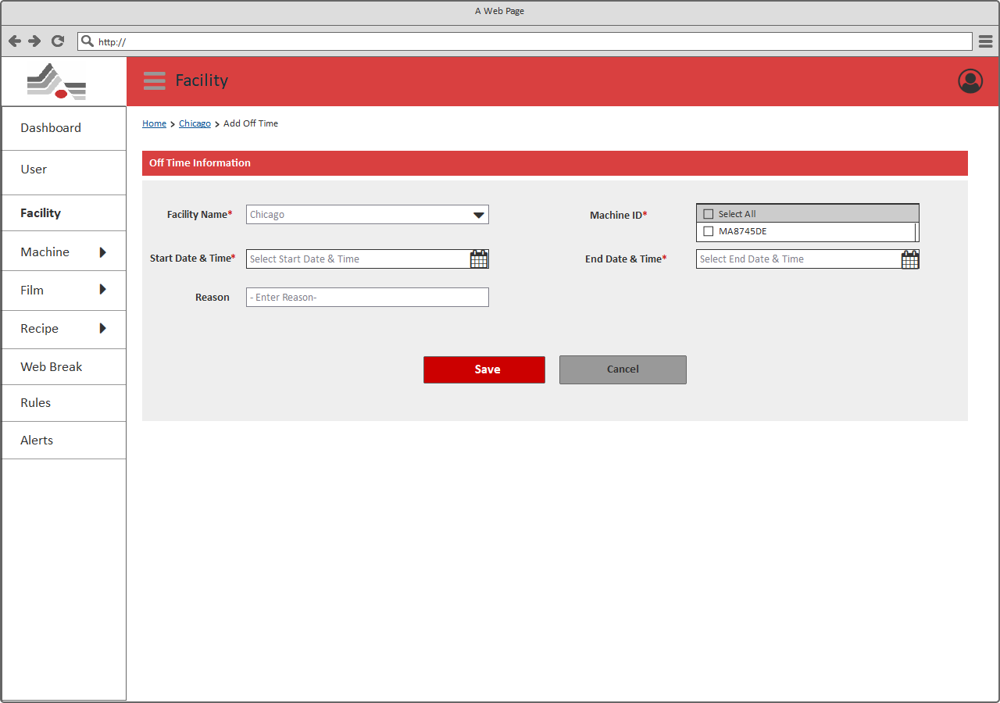 A Web Page
http://
Facility
Home > Chicago > Add Off Time
Dashboard
User
Facility
Machine
Film
Recipe
Web Break
Rules
Alerts
Off Time Information
Facility Name* Chicago
Machine ID* Select All
MA8745DE
Start Date & Time* Select Start Date & Time
End Date & Time* Select End Date & Time
Reason - Enter Reason-
Save Cancel